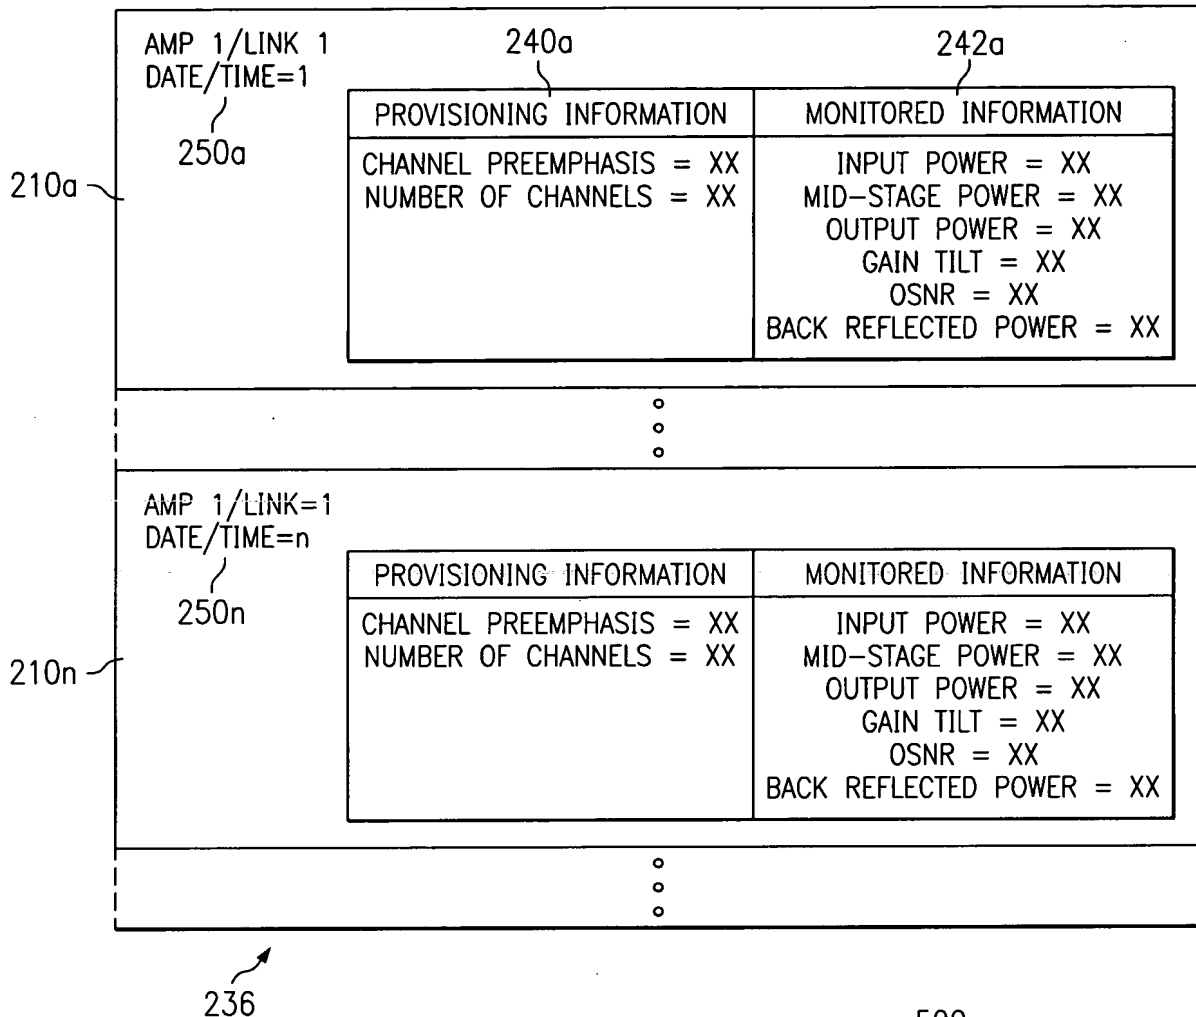 AMP 1/LINK 1
DATE/TIME=1
250a
210a
240a
242a
PROVISIONING INFORMATION
MONITORED INFORMATION
CHANNEL PREEMPHASIS = XX
NUMBER OF CHANNELS = XX
INPUT POWER = XX
MID-STAGE POWER = XX
OUTPUT POWER = XX
GAIN TILT = XX
OSNR = XX
BACK REFLECTED POWER = XX
AMP 1/LINK=1
DATE/TIME=n
250n
210n
PROVISIONING INFORMATION
MONITORED INFORMATION
CHANNEL PREEMPHASIS = XX
NUMBER OF CHANNELS = XX
INPUT POWER = XX
MID-STAGE POWER = XX
OUTPUT POWER = XX
GAIN TILT = XX
OSNR = XX
BACK REFLECTED POWER = XX
236